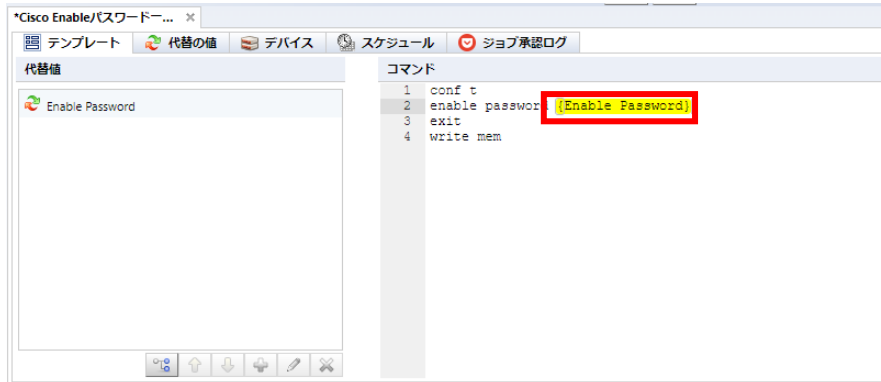 *Cisco Enableパスワードー... ×
テンプレート 代替の値 デバイス スケジュール ジョブ承認ログ
代替値
Enable Password
コマンド
1 conf t
2 enable password {Enable Password}
3 exit
4 write mem